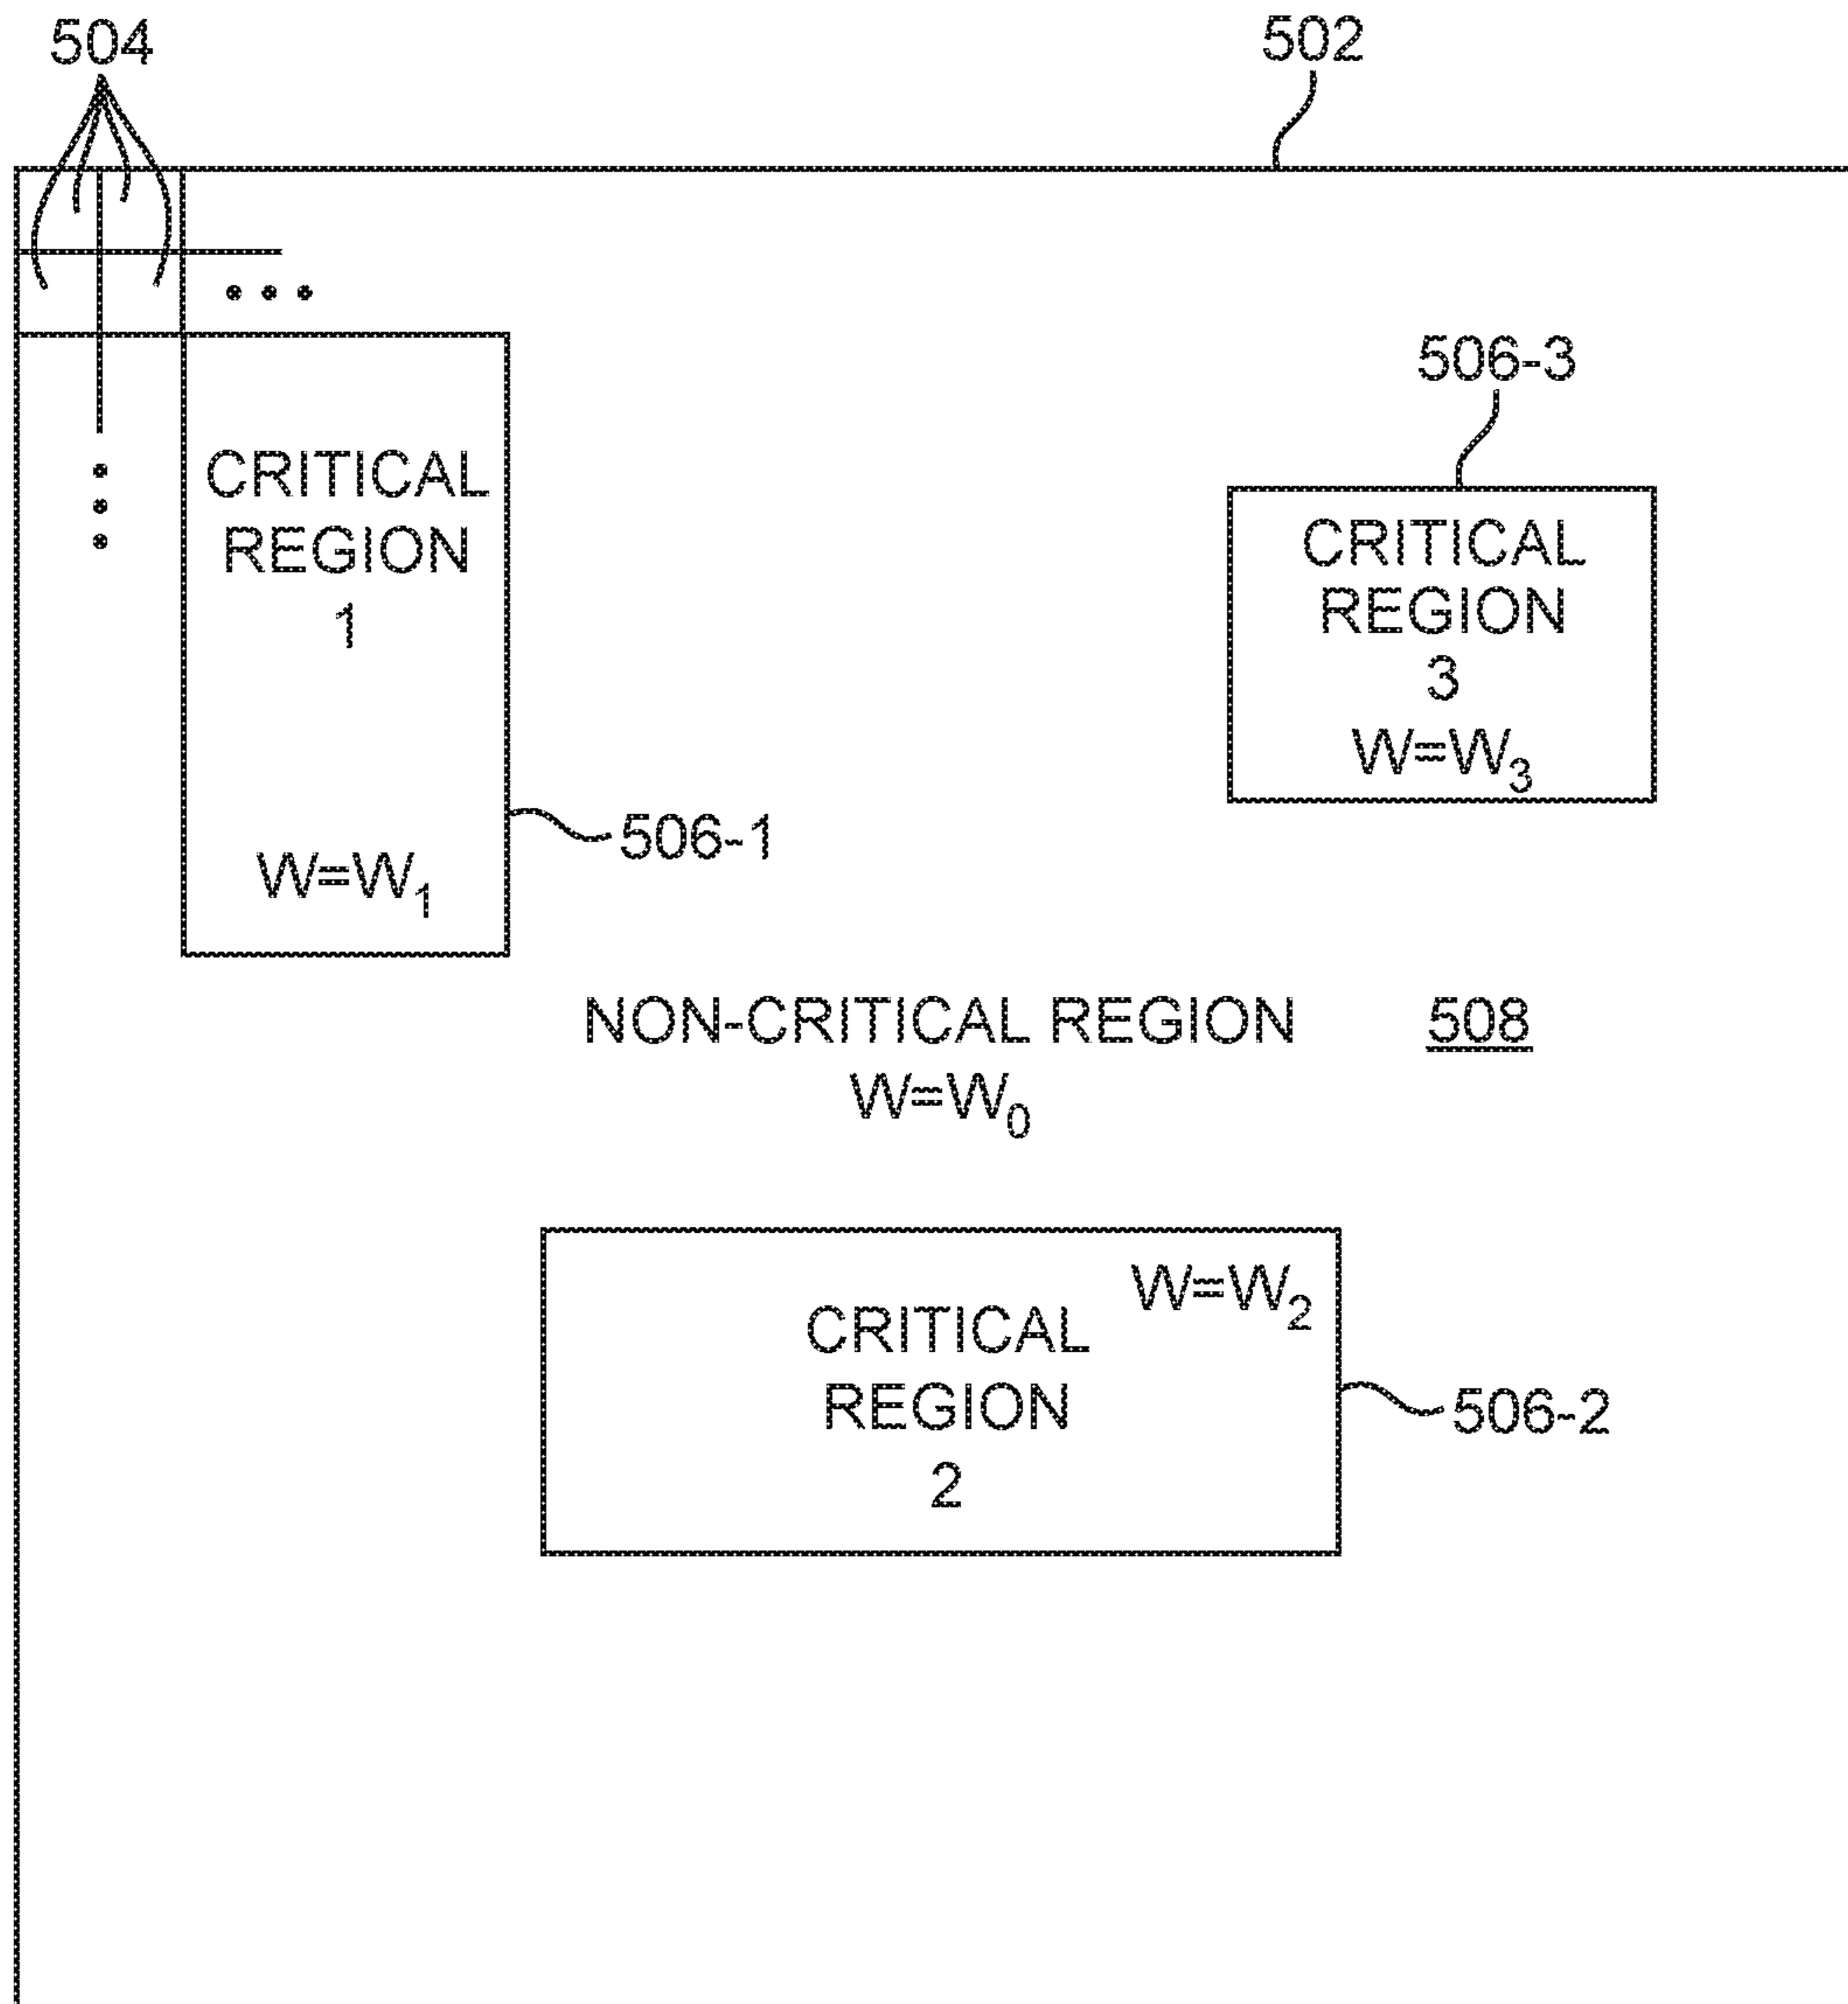 504
502
506-3
CRITICAL
REGION
1
W=W₁
506-1
CRITICAL
REGION
3
W=W₃
NON-CRITICAL REGION 508
W=W₀
W=W₂
CRITICAL
REGION
2
506-2